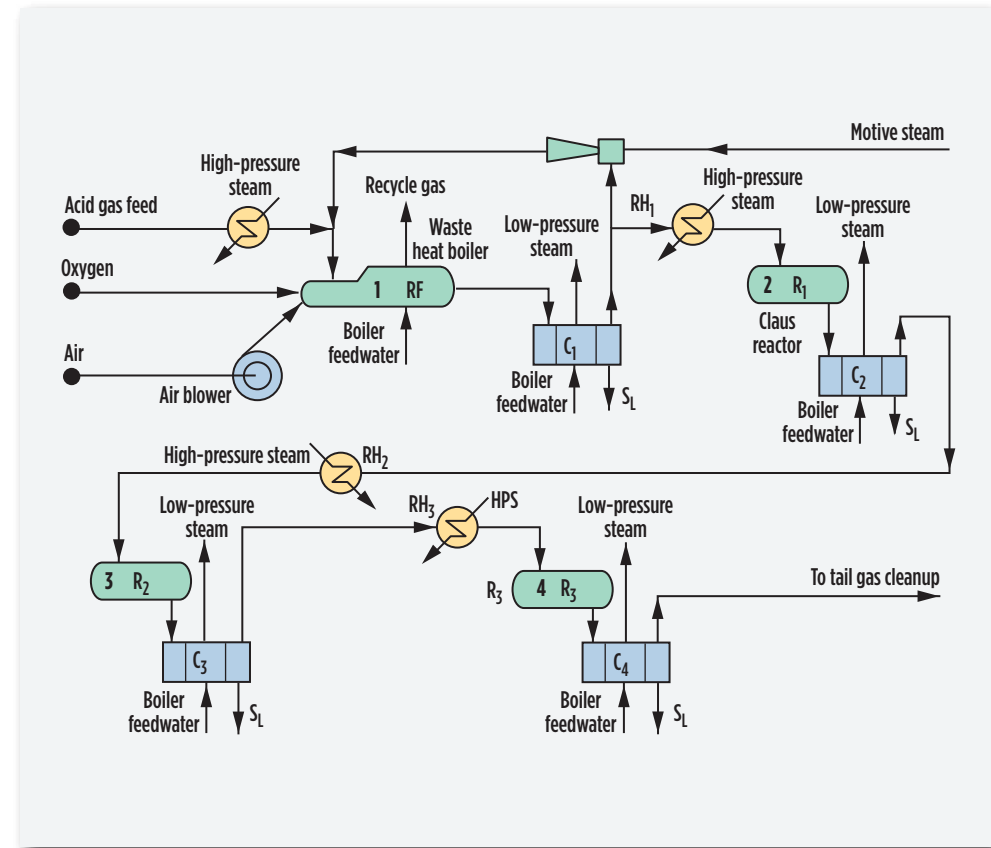 Motive steam
High-pressure
steam
Recycle gas
High-pressure
steam
RH1
Acid gas feed
Low-pressure
steam
Low-pressure
steam
Waste
heat boiler
Oxygen
1 RF
2 R1
Boiler
feedwater
Claus
reactor
Air
C1
C2
Air blower
Boiler
feedwater
SL
Boiler
feedwater
SL
High-pressure steam
RH2
Low-pressure
steam
RH3
HPS
Low-pressure
steam
3 R2
R3
4 R3
To tail gas cleanup
C3
C4
Boiler
feedwater
SL
Boiler
feedwater
SL